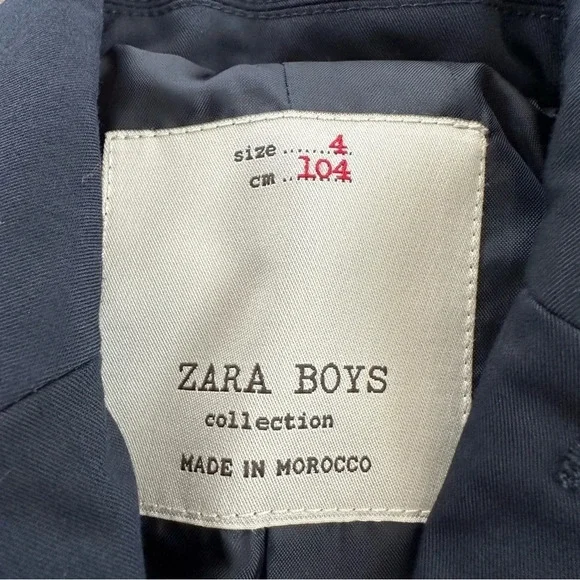 size ....... 4
cm ....... 104
ZARA BOYS
collection
MADE IN MOROCCO